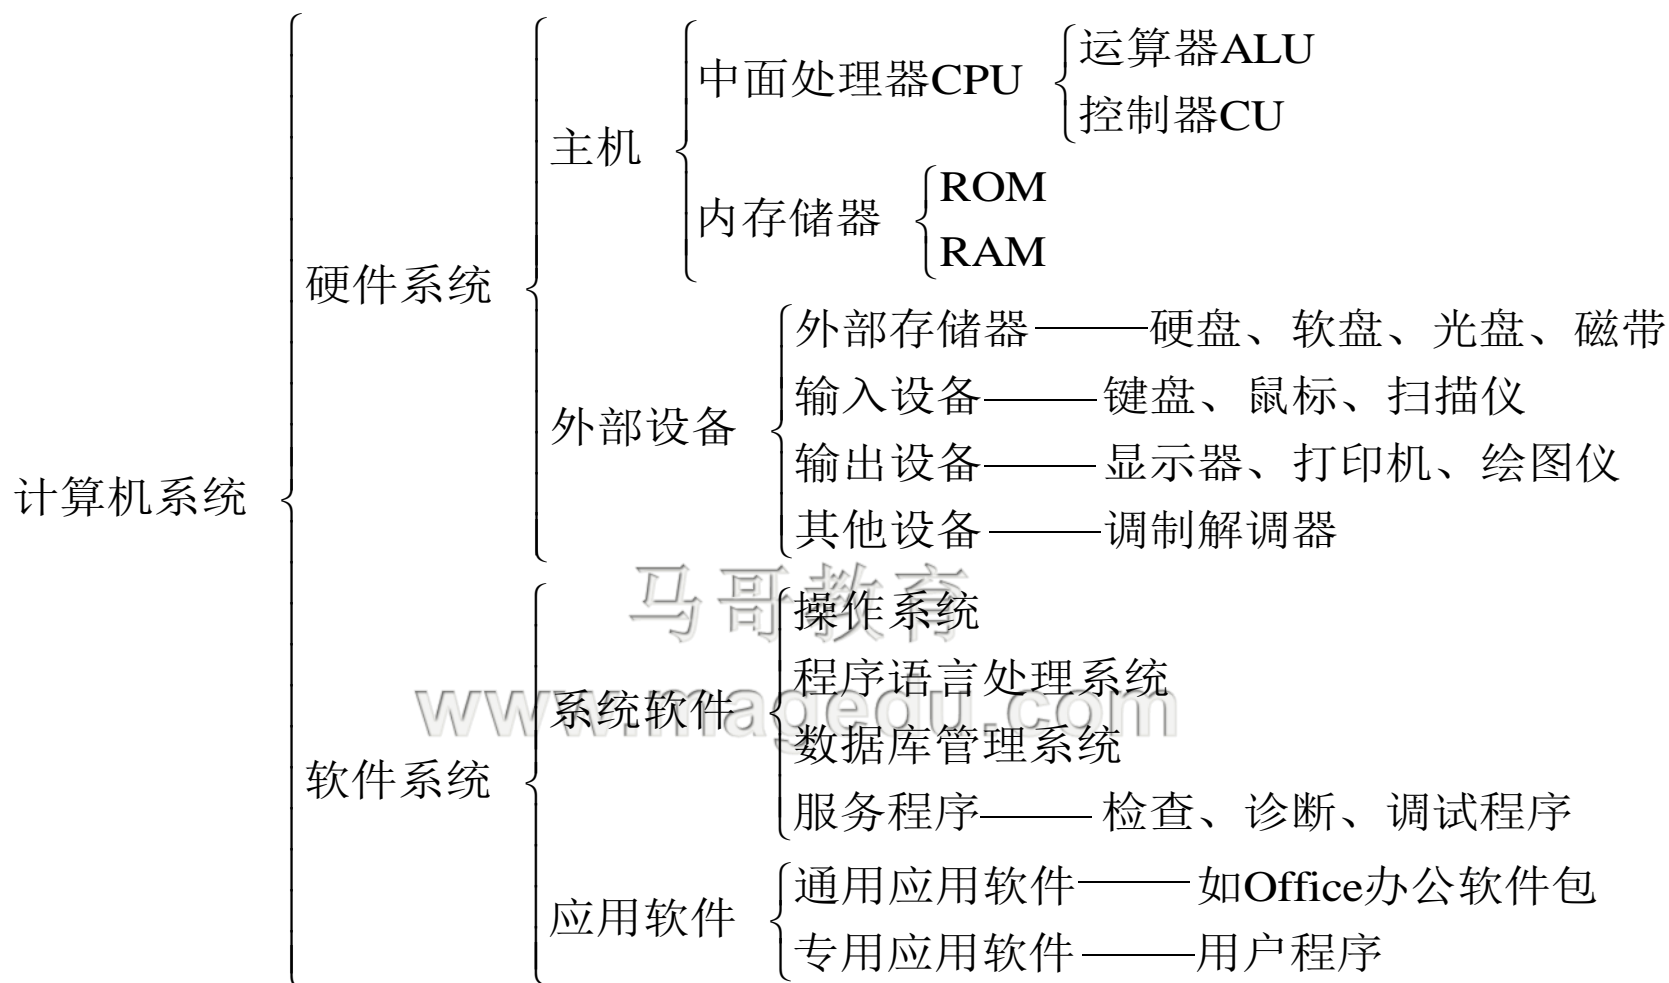 运算器ALU
中面处理器CPU
控制器CU
主机
ROM
内存储器
RAM
硬件系统
外部存储器——硬盘、软盘、光盘、磁带
输入设备——键盘、鼠标、扫描仪
外部设备
输出设备——显示器、打印机、绘图仪
计算机系统
其他设备——调制解调器
马哥教育
操作系统
程序语言处理系统
www.magedu.com
系统软件
数据库管理系统
软件系统
服务程序——检查、诊断、调试程序
通用应用软件——如Office办公软件包
应用软件
专用应用软件——用户程序